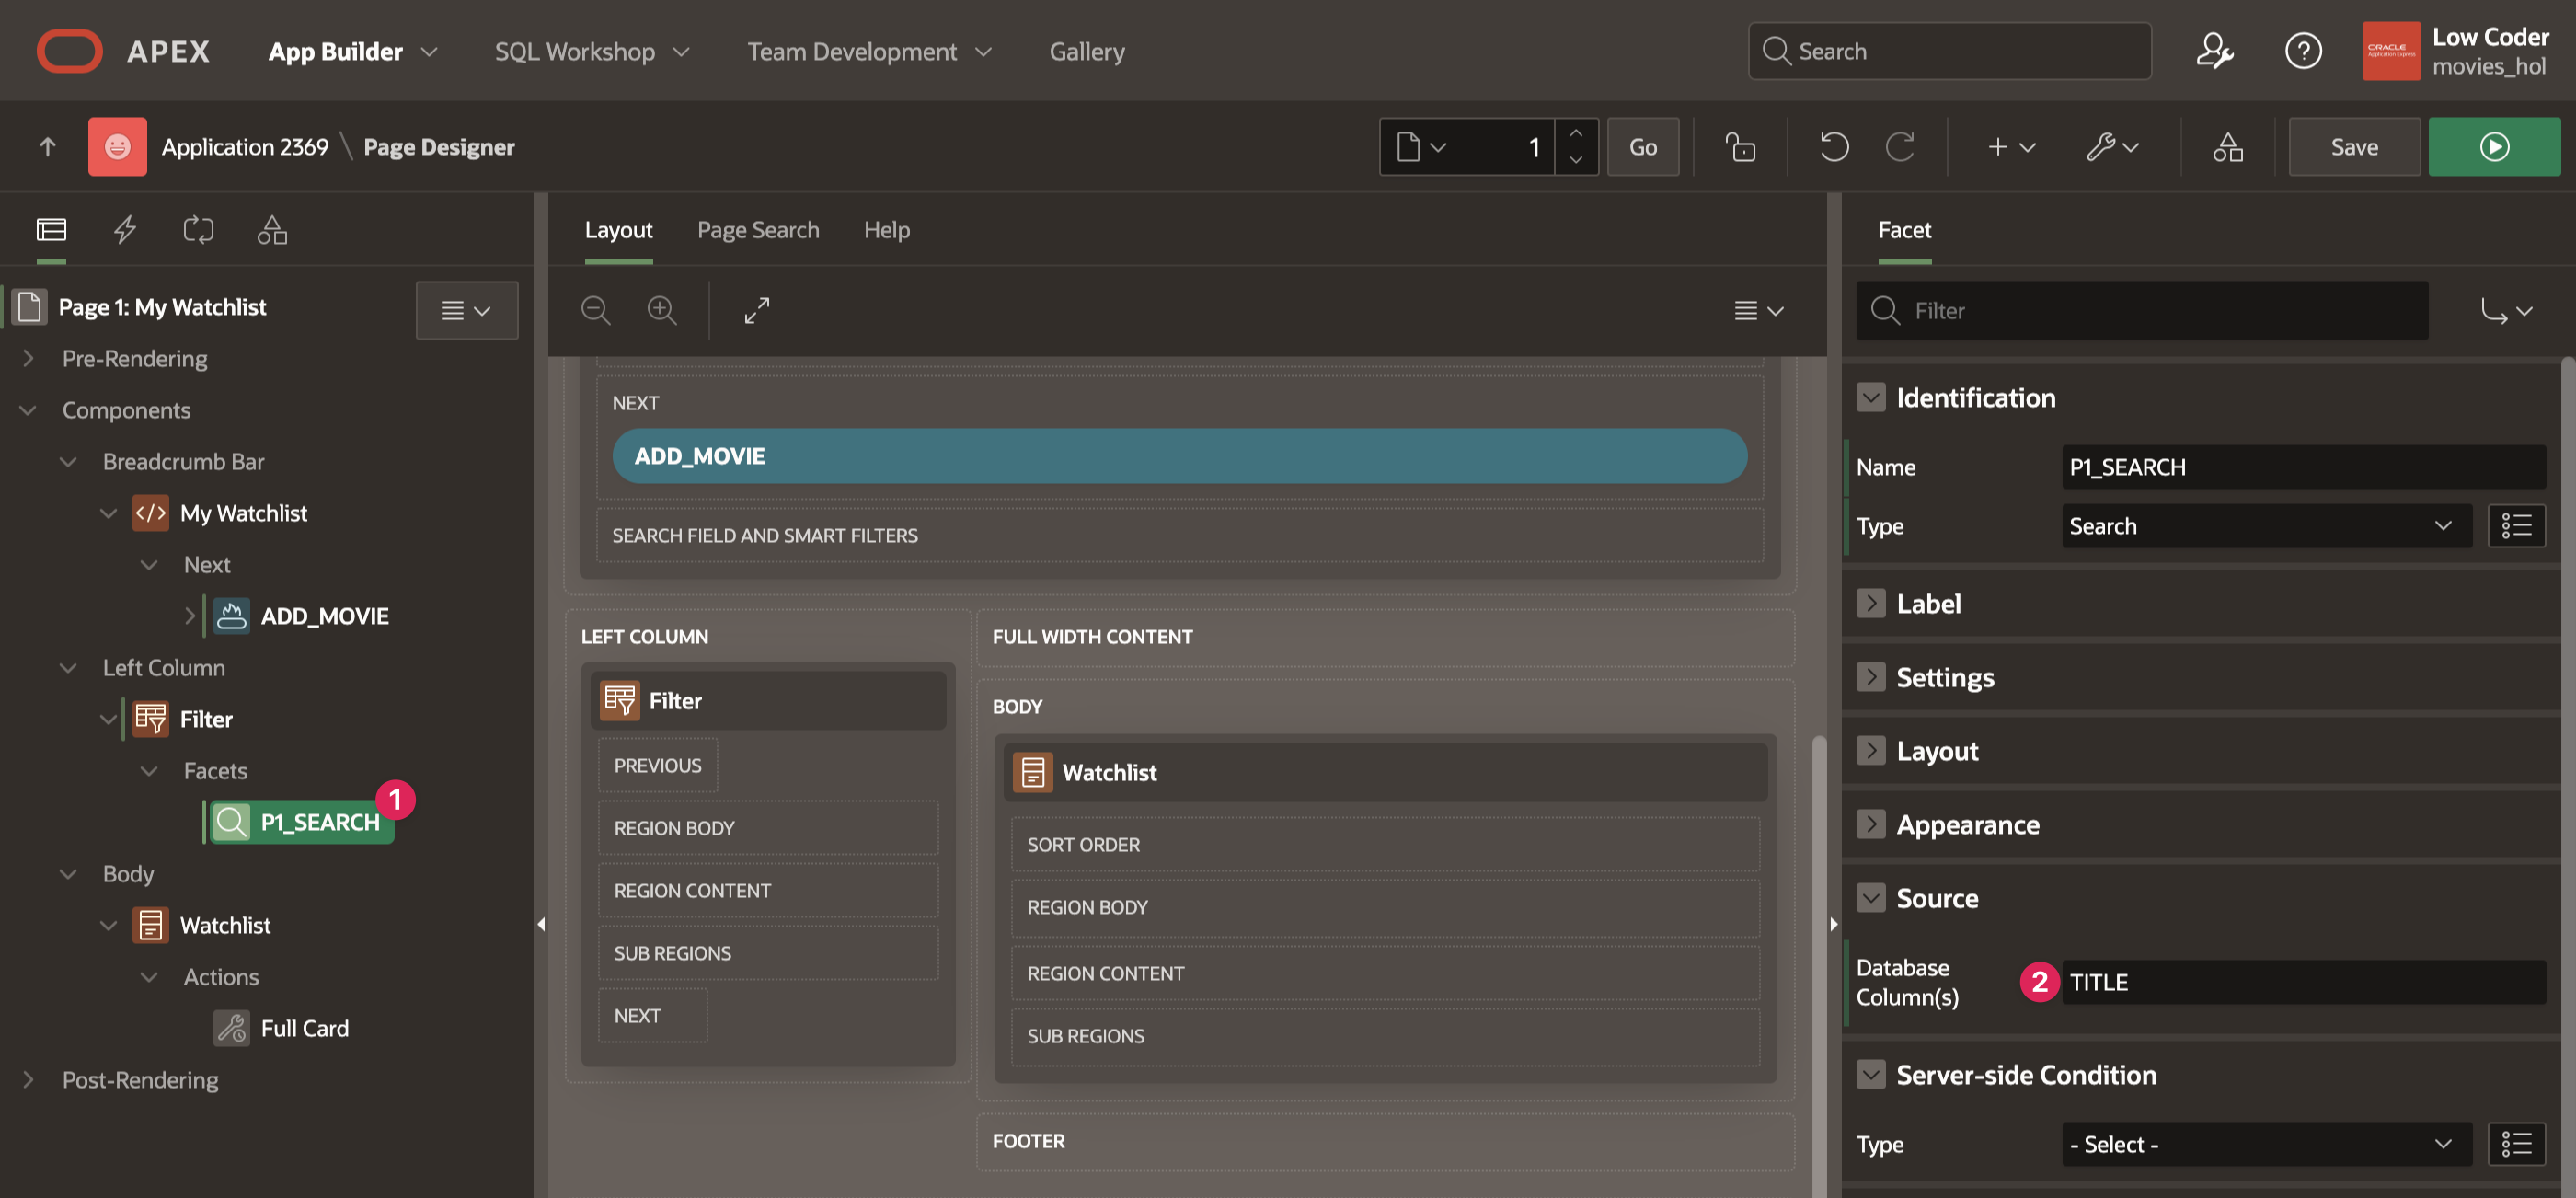 APEX
App Builder
SQL Workshop
Team Development
Gallery
Search
ORACLE
Application Express
Low Coder
movies_hol
Application 2369 \ Page Designer
1
Go
Save
Page 1: My Watchlist
Pre-Rendering
Components
Breadcrumb Bar
My Watchlist
Next
ADD_MOVIE
Left Column
Filter
Facets
P1_SEARCH
1
Body
Watchlist
Actions
Full Card
Post-Rendering
Layout
Page Search
Help
NEXT
ADD_MOVIE
SEARCH FIELD AND SMART FILTERS
LEFT COLUMN
Filter
PREVIOUS
REGION BODY
REGION CONTENT
SUB REGIONS
NEXT
FULL WIDTH CONTENT
BODY
Watchlist
SORT ORDER
REGION BODY
REGION CONTENT
SUB REGIONS
FOOTER
Facet
Filter
Identification
Name
P1_SEARCH
Type
Search
Label
Settings
Layout
Appearance
Source
Database
Column(s)
2
TITLE
Server-side Condition
Type
- Select -